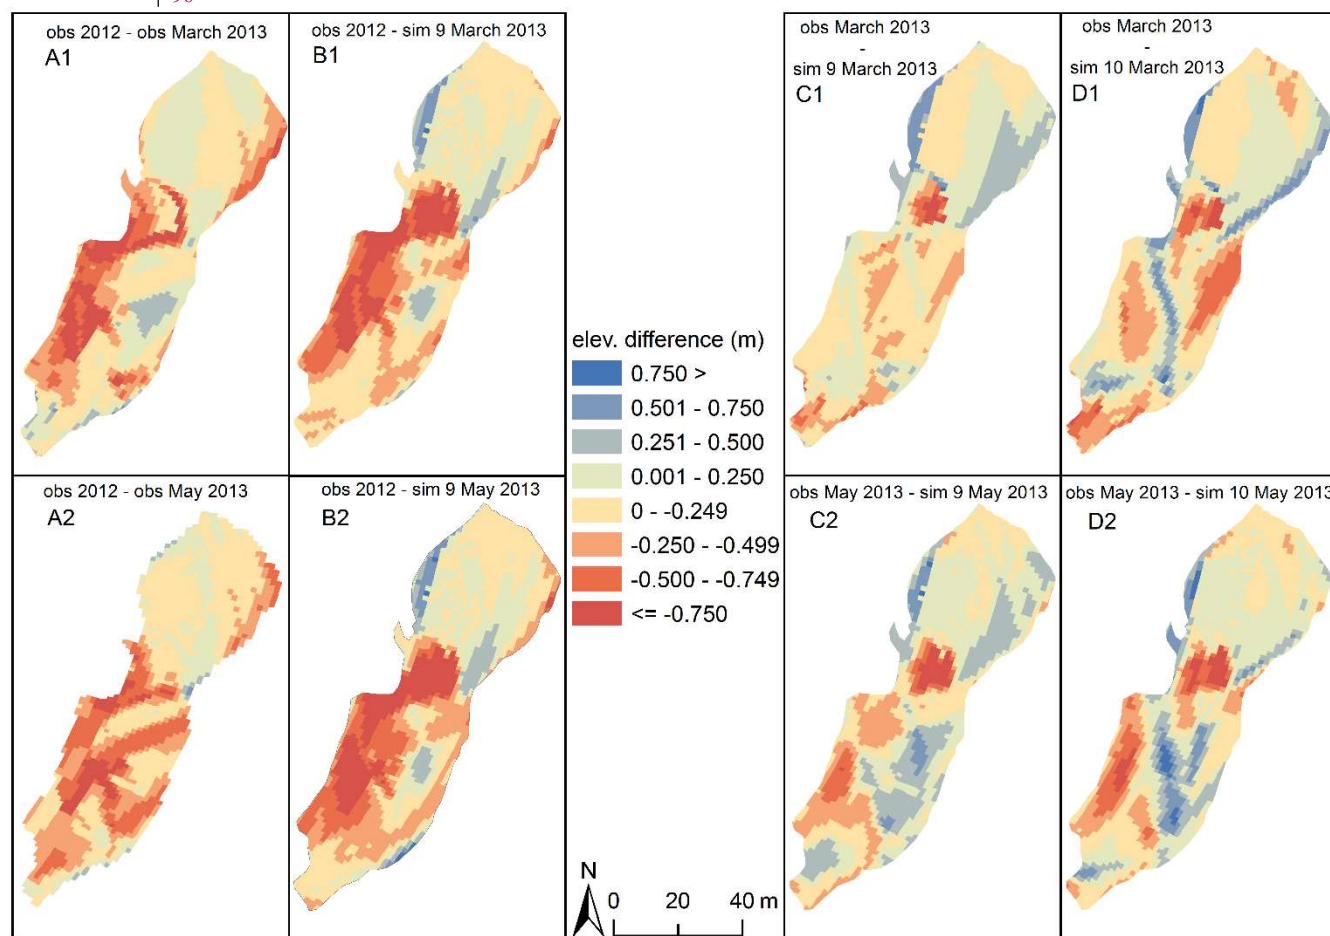 90
obs 2012 - obs March 2013
A1
obs 2012 - sim 9 March 2013
B1
obs March 2013
-
sim 9 March 2013
C1
obs March 2013
-
sim 10 March 2013
D1
elev. difference (m)
0.750 >
0.501 - 0.750
0.251 - 0.500
0.001 - 0.250
0 - -0.249
-0.250 - -0.499
-0.500 - -0.749
<= -0.750
obs 2012 - obs May 2013
A2
obs 2012 - sim 9 May 2013
B2
obs May 2013 - sim 9 May 2013
C2
obs May 2013 - sim 10 May 2013
D2
N
0 20 40 m